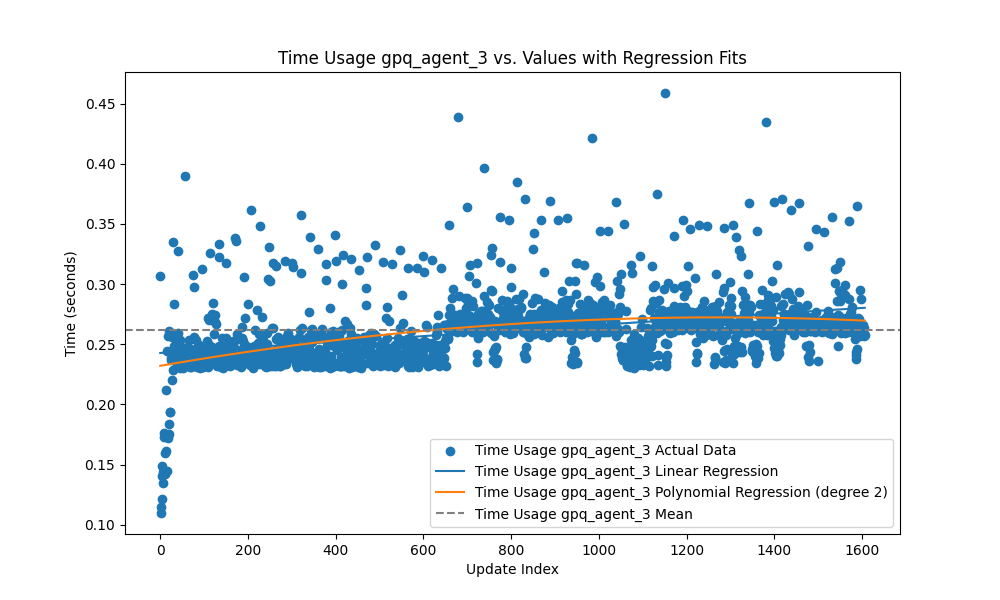 Time Usage gpq_agent_3 vs. Values with Regression Fits
Time (seconds)
0.45
0.40
0.35
0.30
0.25
0.20
0.15
0.10
Time Usage gpq_agent_3 Actual Data
Time Usage gpq_agent_3 Linear Regression
Time Usage gpq_agent_3 Polynomial Regression (degree 2)
Time Usage gpq_agent_3 Mean
0 200 400 600 800 1000 1200 1400 1600
Update Index